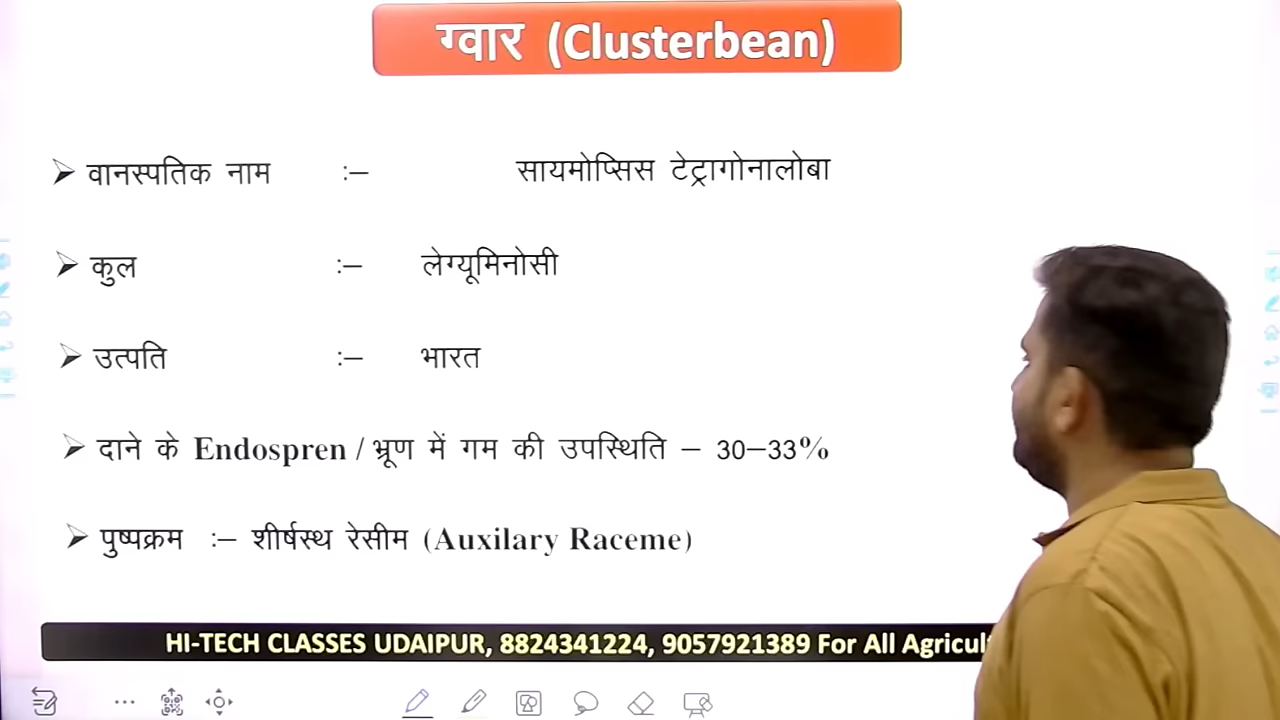 ग्वार (Clusterbean)
वानस्पतिक नाम :– सायमोप्सिस टेट्रागोनालोबा
कुल :– लेग्यूमिनोसी
उत्पति :– भारत
दाने के Endospren / भ्रूण में गम की उपस्थिति – 30–33%
पुष्पक्रम :– शीर्षस्थ रेसीम (Auxilary Raceme)
HI-TECH CLASSES UDAIPUR, 8824341224, 9057921389 For All